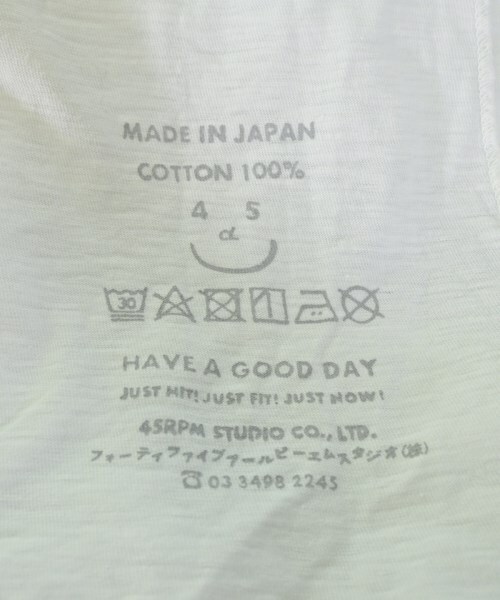 MADE IN JAPAN
COTTON 100%
4 5
30
HAVE A GOOD DAY
JUST HIT! JUST FIT! JUST NOW!
45RPM STUDIO CO., LTD.
フォーティファイブアールピーエムスタジオ(株)
☎03 3498 2245